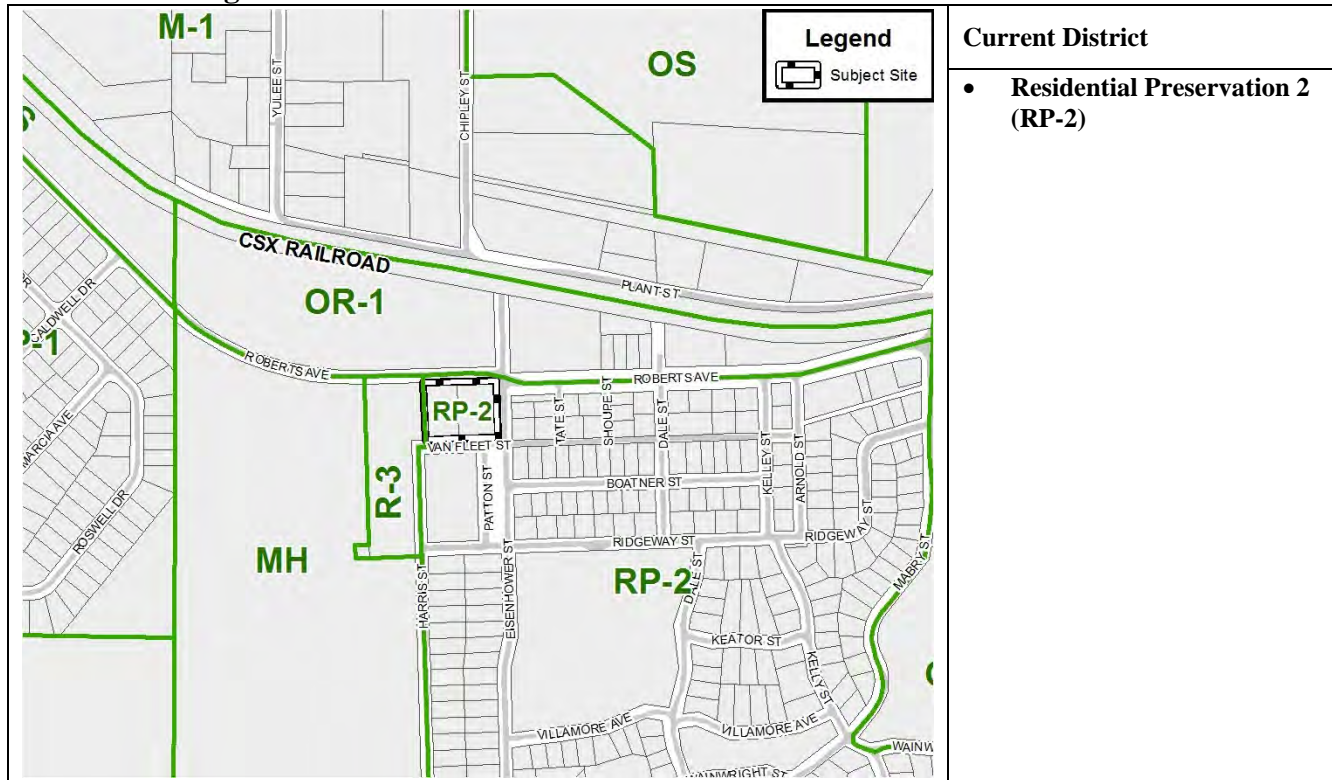 M-1
OS
Legend
Subject Site
Current District
• Residential Preservation 2
(RP-2)
YULEE ST
CHIPLEY ST
CSX RAILROAD
PLANT ST
OR-1
CALDWELL DR
P-1
ROBERTS AVE
ROBERTS AVE
MARCIA AVE
ROSWELL DR
RP-2
VAN FLEET ST
TATE ST
SHOUPE ST
DALE ST
KELLEY ST
ARNOLD ST
R-3
PATTON ST
BOATNER ST
RIDGEWAY ST
RIDGEWAY ST
MH
HARRIS ST
EISENHOWER ST
RP-2
DALE ST
MABRY ST
KEATOR ST
KELLY ST
VILLAMORE AVE
VILLAMORE AVE
WAINWRIGHT ST
WAINW